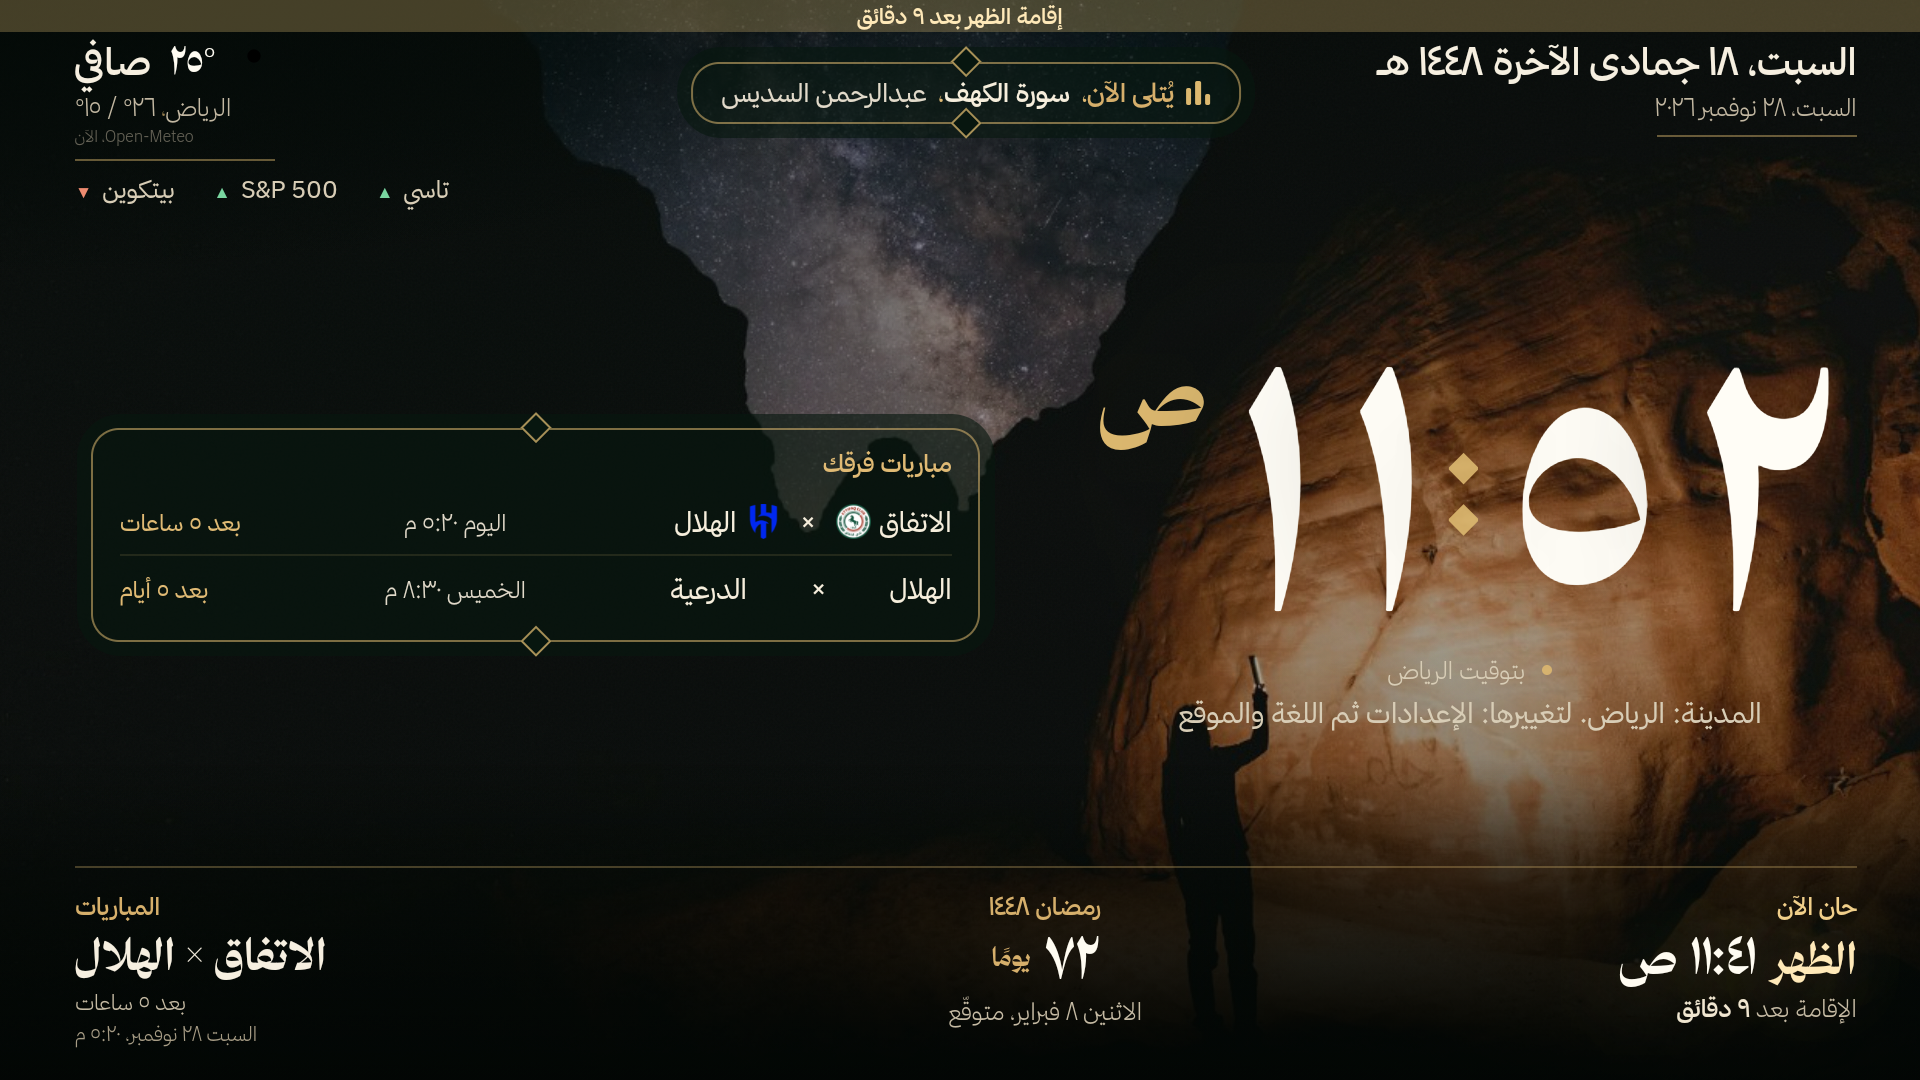 إقامة الظهر بعد ٩ دقائق
السبت، ١٨ جمادى الآخرة ١٤٤٨ هـ
السبت، ٢٨ نوفمبر ٢٠٢٦
يُتلى الآن، سورة الكهف، عبدالرحمن السديس
٢٥° صافي
الرياض، ٢٦° / ١٥°
Open-Meteo، الآن
تاسي ▲ S&P 500 ▲ بيتكوين ▼
١١:٥٢ ص
بتوقيت الرياض
المدينة: الرياض. لتغييرها: الإعدادات ثم اللغة والموقع
مباريات فرقك
الاتفاق × الهلال اليوم ٥:٢٠ م بعد ٥ ساعات
الهلال × الدرعية الخميس ٨:٣٠ م بعد ٥ أيام
حان الآن
الظهر ١١:٤١ ص
الإقامة بعد ٩ دقائق
رمضان ١٤٤٨
٧٢ يومًا
الاثنين ٨ فبراير، متوقّع
المباريات
الاتفاق × الهلال
بعد ٥ ساعات
السبت ٢٨ نوفمبر، ٥:٢٠ م